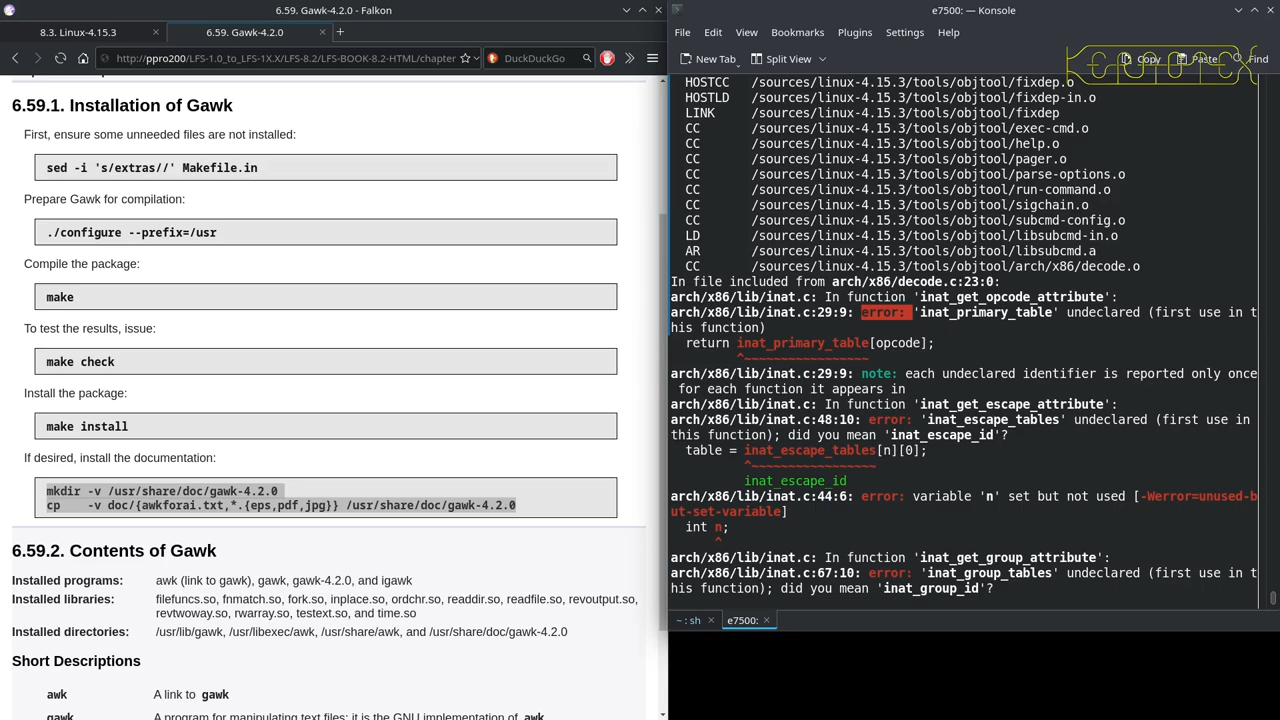 6.59. Gawk-4.2.0 - Falkon
8.3. Linux-4.15.3
6.59. Gawk-4.2.0
http://ppro200/LFS-1.0_to_LFS-1X.X/LFS-8.2/LFS-BOOK-8.2-HTML/chapter
DuckDuckGo
6.59.1. Installation of Gawk
First, ensure some unneeded files are not installed:
sed -i 's/extras//' Makefile.in
Prepare Gawk for compilation:
./configure --prefix=/usr
Compile the package:
make
To test the results, issue:
make check
Install the package:
make install
If desired, install the documentation:
mkdir -v /usr/share/doc/gawk-4.2.0
cp    -v doc/{awkforai.txt,*.{eps,pdf,jpg}} /usr/share/doc/gawk-4.2.0
6.59.2. Contents of Gawk
Installed programs: awk (link to gawk), gawk, gawk-4.2.0, and igawk
Installed libraries: filefuncs.so, fnmatch.so, fork.so, inplace.so, ordchr.so, readdir.so, readfile.so, revoutput.so,
revtwoway.so, rwarray.so, testext.so, and time.so
Installed directories: /usr/lib/gawk, /usr/libexec/awk, /usr/share/awk, and /usr/share/doc/gawk-4.2.0
Short Descriptions
awk A link to gawk
gawk A program for manipulating text files; it is the GNU implementation of awk
e7500: — Konsole
File Edit View Bookmarks Plugins Settings Help
New Tab Split View Copy Paste Find
HOSTCC /sources/linux-4.15.3/tools/objtool/fixdep.o
HOSTLD /sources/linux-4.15.3/tools/objtool/fixdep-in.o
LINK /sources/linux-4.15.3/tools/objtool/fixdep
CC /sources/linux-4.15.3/tools/objtool/exec-cmd.o
CC /sources/linux-4.15.3/tools/objtool/help.o
CC /sources/linux-4.15.3/tools/objtool/pager.o
CC /sources/linux-4.15.3/tools/objtool/parse-options.o
CC /sources/linux-4.15.3/tools/objtool/run-command.o
CC /sources/linux-4.15.3/tools/objtool/sigchain.o
CC /sources/linux-4.15.3/tools/objtool/subcmd-config.o
LD /sources/linux-4.15.3/tools/objtool/libsubcmd-in.o
AR /sources/linux-4.15.3/tools/objtool/libsubcmd.a
CC /sources/linux-4.15.3/tools/objtool/arch/x86/decode.o
In file included from arch/x86/decode.c:23:0:
arch/x86/lib/inat.c: In function 'inat_get_opcode_attribute':
arch/x86/lib/inat.c:29:9: error: 'inat_primary_table' undeclared (first use in t
his function)
return inat_primary_table[opcode];
^~~~~~~~~~~~~~~~~~
arch/x86/lib/inat.c:29:9: note: each undeclared identifier is reported only once
for each function it appears in
arch/x86/lib/inat.c: In function 'inat_get_escape_attribute':
arch/x86/lib/inat.c:48:10: error: 'inat_escape_tables' undeclared (first use in
this function); did you mean 'inat_escape_id'?
table = inat_escape_tables[n][0];
^~~~~~~~~~~~~~~~~~
inat_escape_id
arch/x86/lib/inat.c:44:6: error: variable 'n' set but not used [-Werror=unused-b
ut-set-variable]
int n;
^
arch/x86/lib/inat.c: In function 'inat_get_group_attribute':
arch/x86/lib/inat.c:67:10: error: 'inat_group_tables' undeclared (first use in t
his function); did you mean 'inat_group_id'?
~ : sh
e7500: